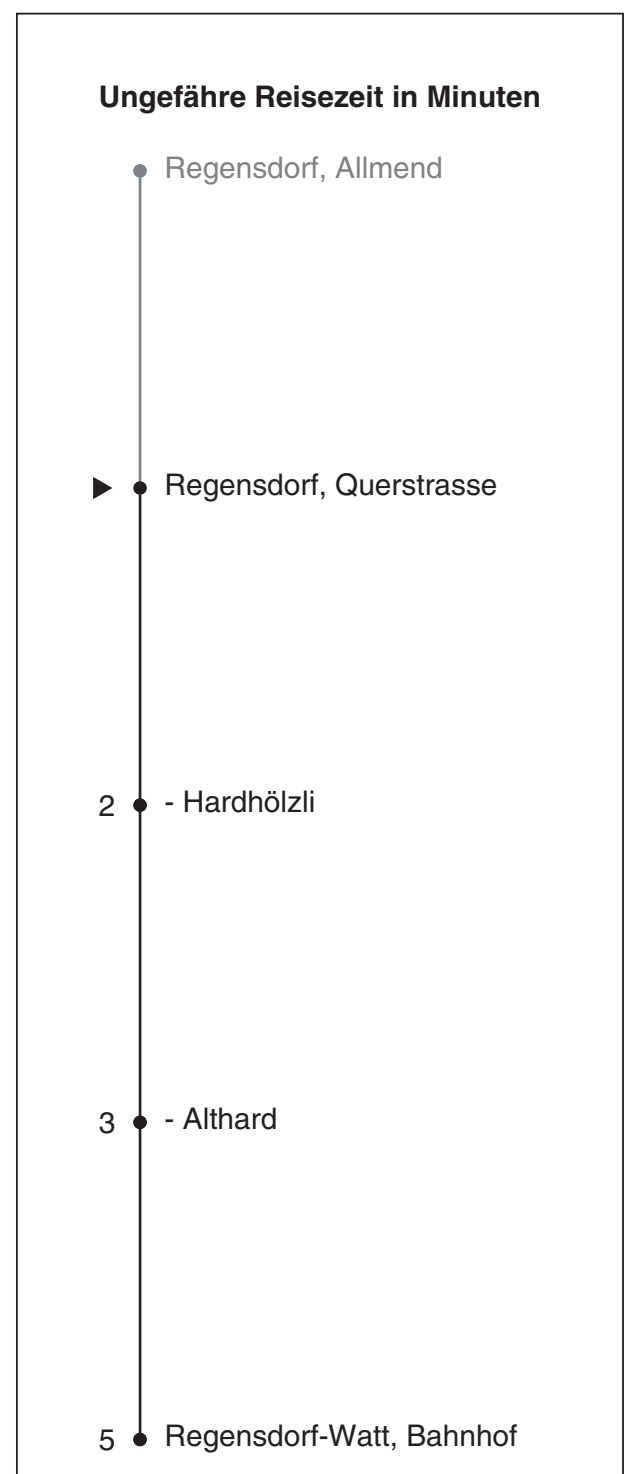 Ungefähre Reisezeit in Minuten
Regensdorf, Allmend
Regensdorf, Querstrasse
2 - Hardhölzli
3 - Althard
5 Regensdorf-Watt, Bahnhof